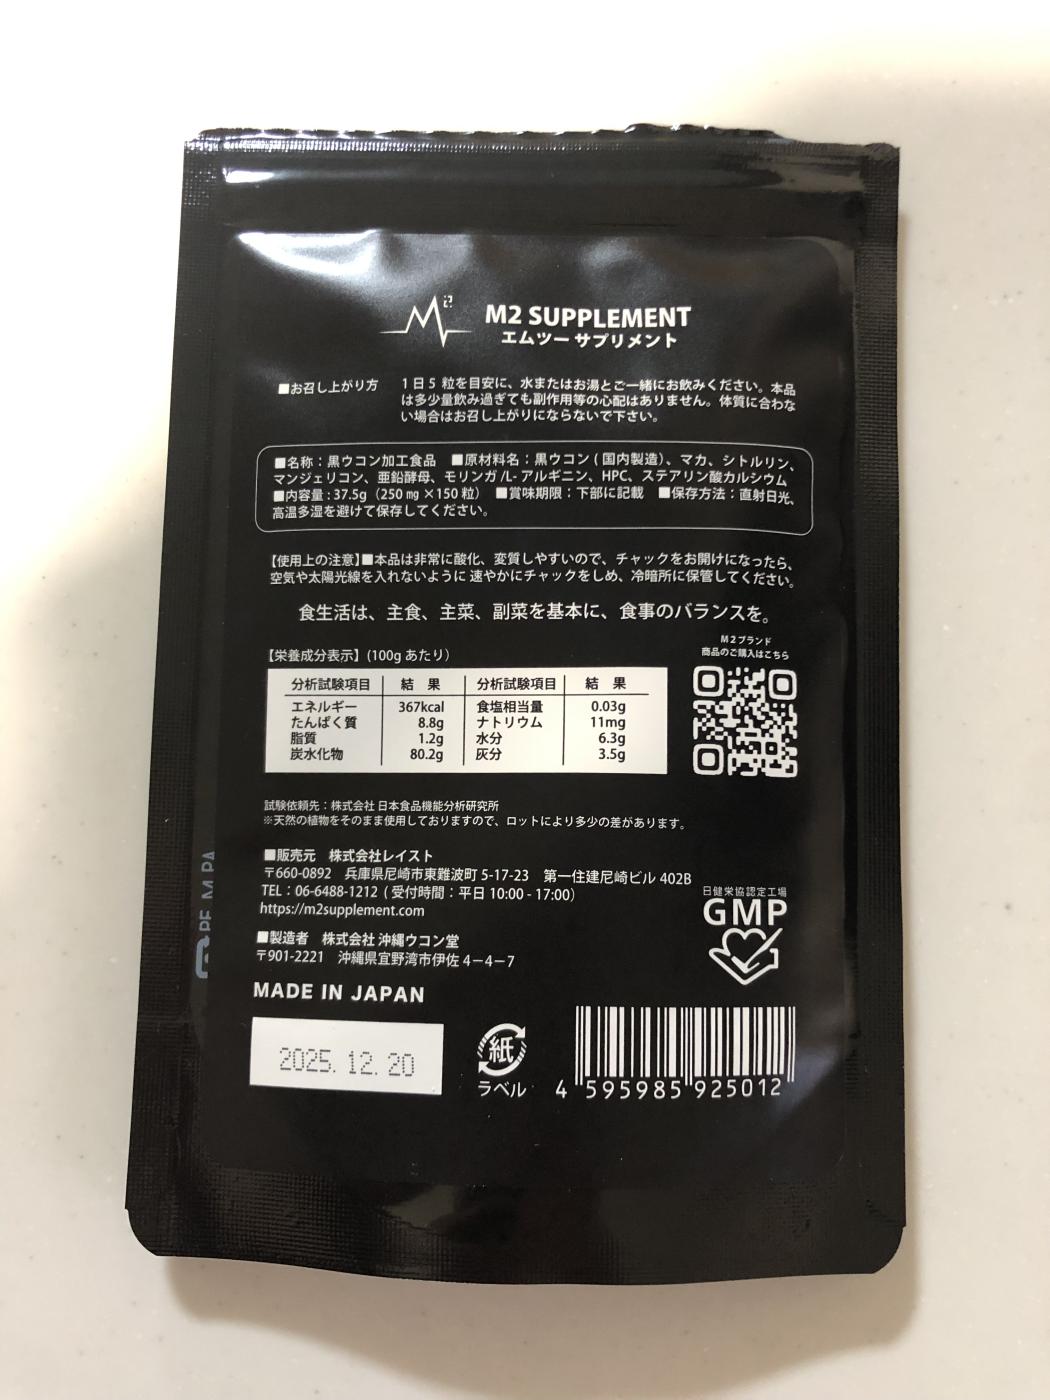 M2 SUPPLEMENT
エムツー サプリメント
■お召し上がり方 1日5 粒を目安に、水またはお湯とご一緒にお飲みください。本品
は多少量飲み過ぎても副作用等の心配はありません。体質に合わな
い場合はお召し上がりにならないで下さい。
■名称：黒ウコン加工食品 ■原材料名：黒ウコン ( 国内製造)、マカ、シトルリン、
マンジェリコン、亜鉛酵母、モリンガ /L- アルギニン、HPC、ステアリン酸カルシウム
■内容量 : 37.5g（250 ㎎ ×150 粒） ■賞味期限：下部に記載 ■保存方法：直射日光、
高温多湿を避けて保存してください。
【使用上の注意】■本品は非常に酸化、変質しやすいので、チャックをお開けになったら、
空気や太陽光線を入れないように 速やかにチャックをしめ、冷暗所に保管してください。
食生活は、主食、主菜、副菜を基本に、食事のバランスを。
M2ブランド
商品のご購入はこちら
【栄養成分表示】(100g あたり)
分析試験項目 結 果 分析試験項目 結 果
エネルギー 367kcal 食塩相当量 0.03g
たんぱく質 8.8g ナトリウム 11mg
脂質 1.2g 水分 6.3g
炭水化物 80.2g 灰分 3.5g
試験依頼先：株式会社 日本食品機能分析研究所
※天然の植物をそのまま使用しておりますので、ロットにより多少の差があります。
■販売元 株式会社レイスト
〒660-0892 兵庫県尼崎市東難波町 5-17-23 第一住建尼崎ビル 402B
TEL：06-6488-1212 ( 受付時間：平日 10:00 - 17:00)
https://m2supplement.com
日健栄協認定工場
GMP
■製造者 株式会社 沖縄ウコン堂
〒901-2221 沖縄県宜野湾市伊佐 4－4－7
MADE IN JAPAN
2025. 12. 20
紙
ラベル
4 595985 925012